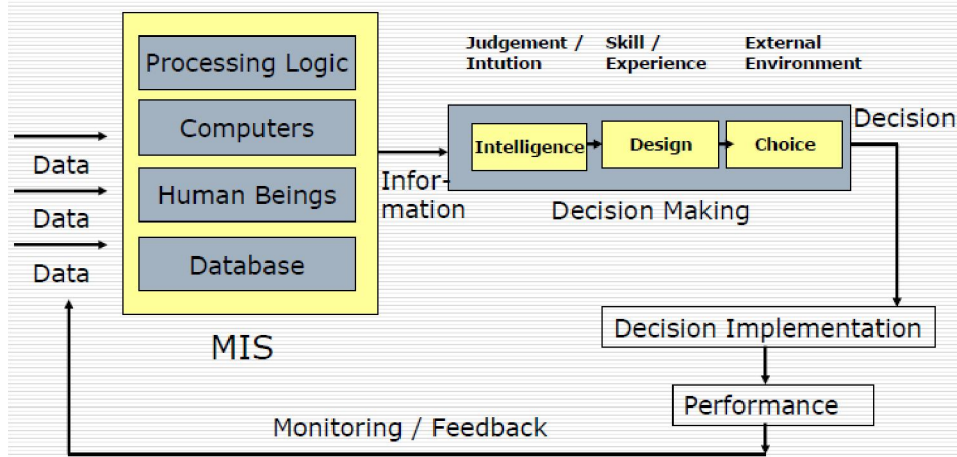 Processing Logic
Computers
Human Beings
Database
MIS
Data
Data
Data
Infor-
mation
Judgement /
Intution
Skill /
Experience
External
Environment
Intelligence
Design
Choice
Decision Making
Decision
Decision Implementation
Performance
Monitoring / Feedback